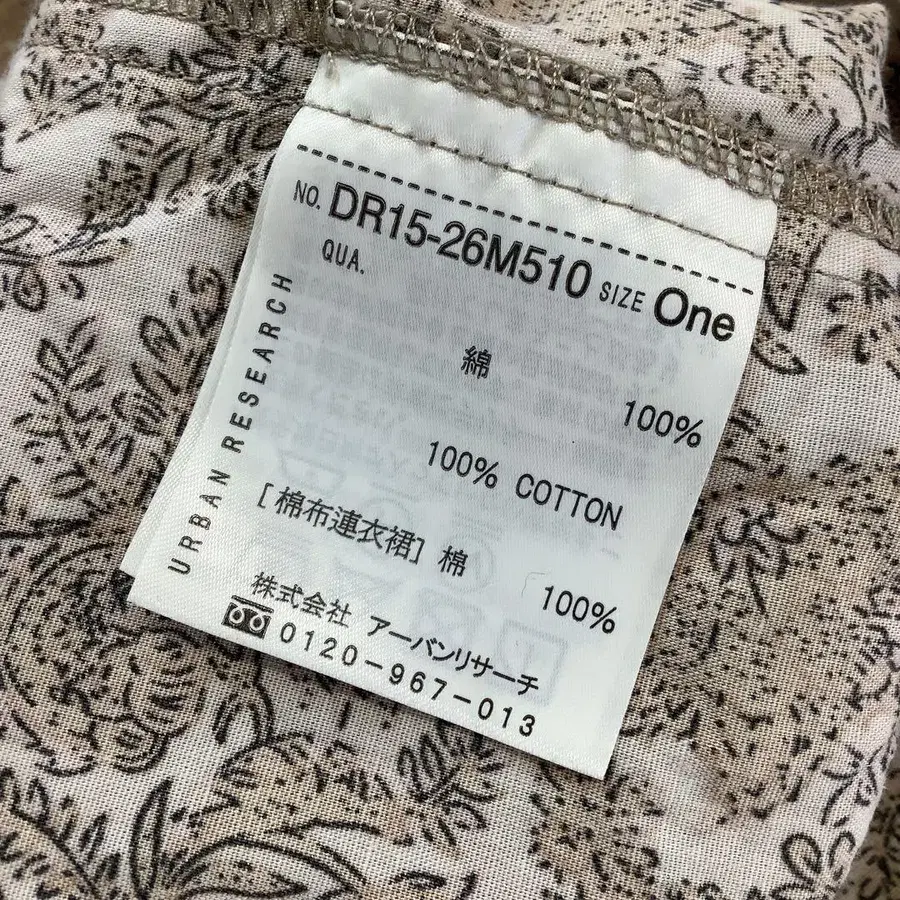 NO. DR15-26M510 SIZE One
QUA.
綿 100%
100% COTTON
[棉布連衣裙] 棉 100%
株式会社 アーバンリサーチ
0120-967-013
URBAN RESEARCH